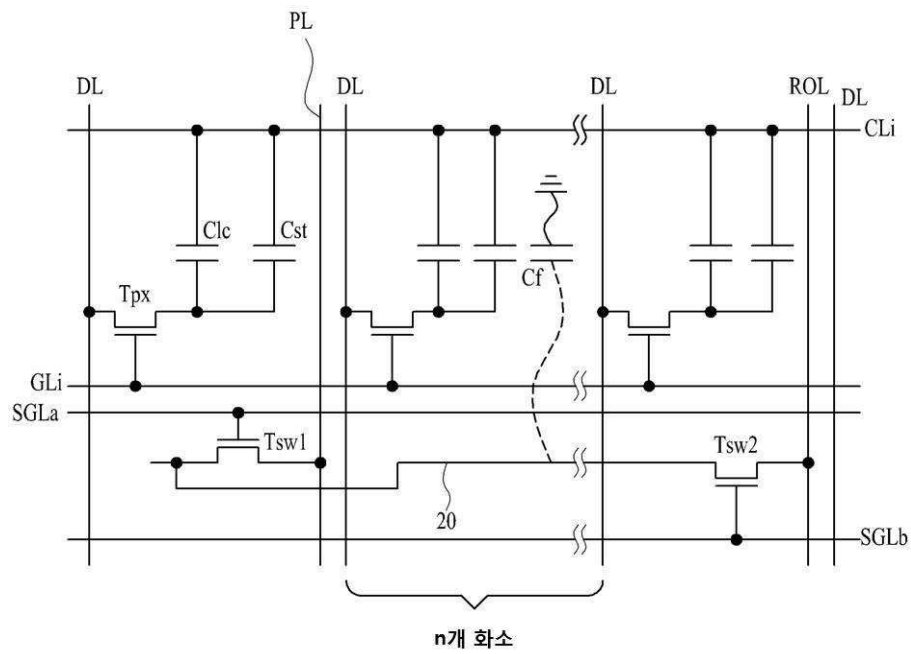 PL
DL
DL
DL
ROL
DL
CLi
Clc
Cst
Cf
Tpx
GLi
SGLa
Tsw1
Tsw2
20
SGLb
n개 화소